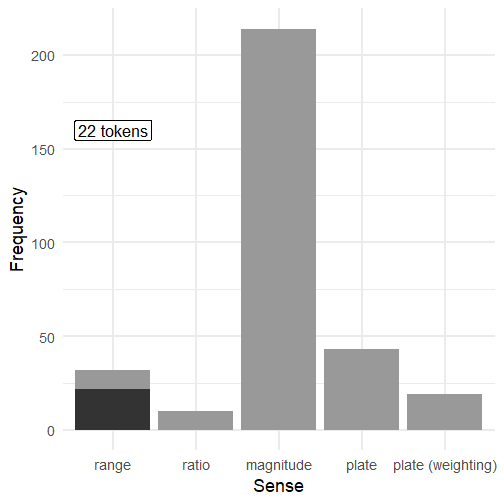 200
150
100
50
0
Frequency
22 tokens
range ratio magnitude plate plate (weighting)
Sense